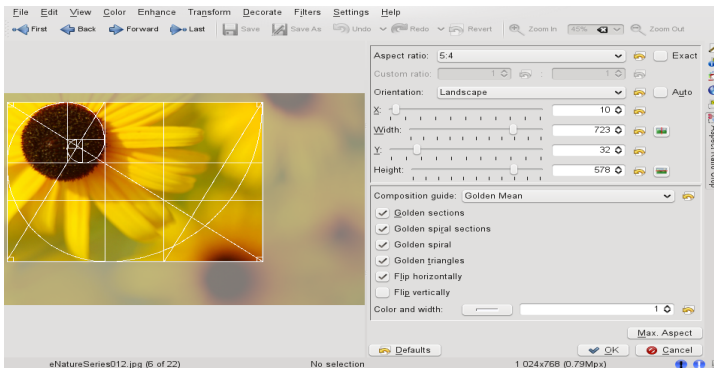 File Edit View Color Enhance Transform Decorate Filters Settings Help
First Back Forward Last Save Save As Undo Redo Revert Zoom In 45% Zoom Out
Aspect ratio: 5:4 Exact
Custom ratio: 1 : 1
Orientation: Landscape Auto
X: 10
Width: 723
Y: 32
Height: 578
Aspect Ratio Crop
Composition guide: Golden Mean
Golden sections
Golden spiral sections
Golden spiral
Golden triangles
Flip horizontally
Flip vertically
Color and width: 1
Max. Aspect
Defaults OK Cancel
eNatureSeries012.jpg (6 of 22) No selection 1 024x768 (0.79Mpx)